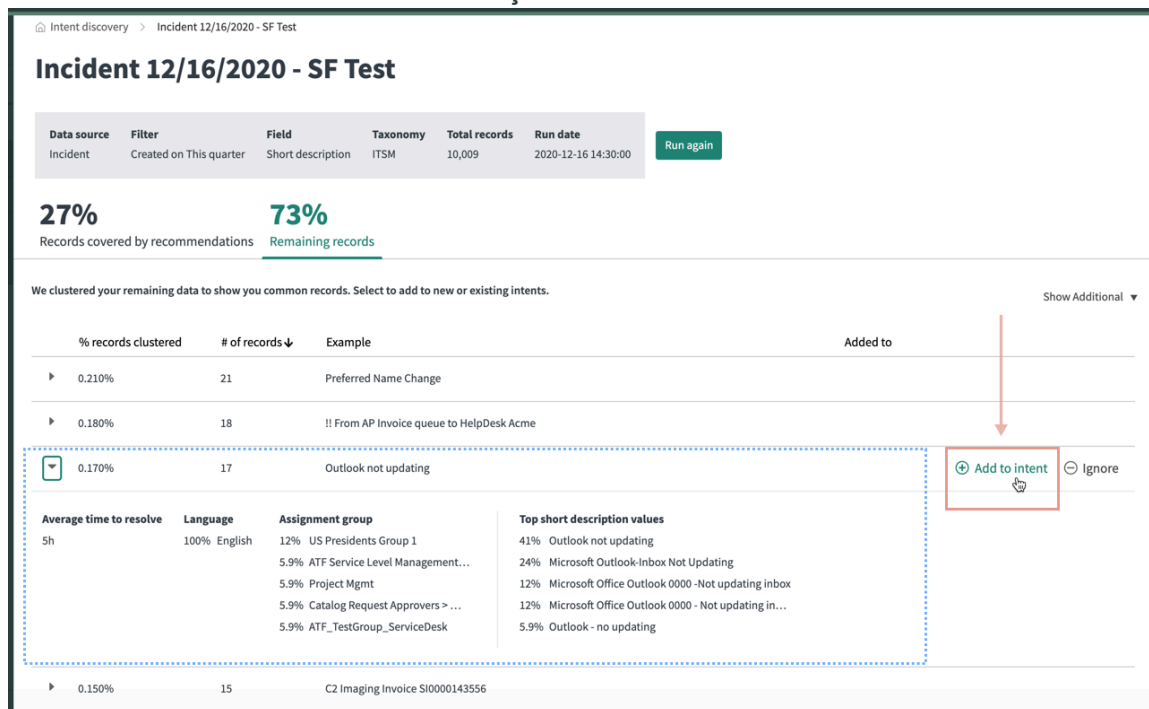 Intent discovery > Incident 12/16/2020 - SF Test
Incident 12/16/2020 - SF Test
Data source Filter Field Taxonomy Total records Run date
Incident Created on This quarter Short description ITSM 10,009 2020-12-16 14:30:00
Run again
27% 73%
Records covered by recommendations Remaining records
We clustered your remaining data to show you common records. Select to add to new or existing intents.
Show Additional
% records clustered # of records Example Added to
0.210% 21 Preferred Name Change
0.180% 18 !! From AP Invoice queue to HelpDesk Acme
0.170% 17 Outlook not updating Add to intent Ignore
Average time to resolve Language Assignment group Top short description values
5h 100% English 12% US Presidents Group 1 41% Outlook not updating
5.9% ATF Service Level Management... 24% Microsoft Outlook-Inbox Not Updating
5.9% Project Mgmt 12% Microsoft Office Outlook 0000 -Not updating inbox
5.9% Catalog Request Approvers > ... 12% Microsoft Office Outlook 0000 - Not updating in...
5.9% ATF_TestGroup_ServiceDesk 5.9% Outlook - no updating
0.150% 15 C2 Imaging Invoice SI0000143556